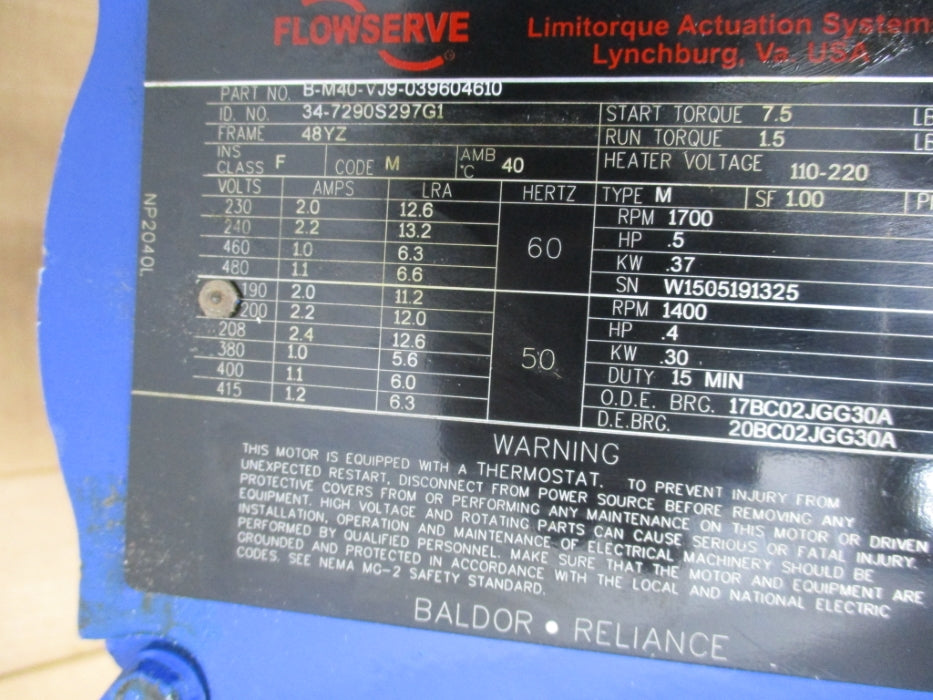 FLOWSERVE ®
Limitorque Actuation Systems
Lynchburg, Va. USA
PART NO. B-M40-VJ9-039604610
ID. NO. 34-7290S297G1
START TORQUE 7.5 LB
FRAME 48YZ
RUN TORQUE 1.5 LB
INS CLASS F CODE M AMB °C 40
HEATER VOLTAGE 110-220
VOLTS AMPS LRA HERTZ
TYPE M SF 1.00
230 2.0 12.6
RPM 1700
240 2.2 13.2
60
HP .5
460 1.0 6.3
KW .37
480 1.1 6.6
SN W1505191325
190 2.0 11.2
RPM 1400
200 2.2 12.0
50
HP .4
208 2.4 12.6
KW .30
380 1.0 5.6
DUTY 15 MIN
400 1.1 6.0
O.D.E. BRG. 17BC02JGG30A
415 1.2 6.3
D.E.BRG. 20BC02JGG30A
NP2040L
WARNING
THIS MOTOR IS EQUIPPED WITH A THERMOSTAT. TO PREVENT INJURY FROM
UNEXPECTED RESTART, DISCONNECT FROM POWER SOURCE BEFORE REMOVING ANY
PROTECTIVE COVERS FROM OR PERFORMING ANY MAINTENANCE ON THIS MOTOR OR DRIVEN
EQUIPMENT. HIGH VOLTAGE AND ROTATING PARTS CAN CAUSE SERIOUS OR FATAL INJURY.
INSTALLATION, OPERATION AND MAINTENANCE OF ELECTRICAL MACHINERY SHOULD BE
PERFORMED BY QUALIFIED PERSONNEL. MAKE SURE THAT THE MOTOR AND EQUIPMENT ARE
GROUNDED AND PROTECTED IN ACCORDANCE WITH THE LOCAL AND NATIONAL ELECTRIC
CODES. SEE NEMA MG-2 SAFETY STANDARD.
BALDOR • RELIANCE